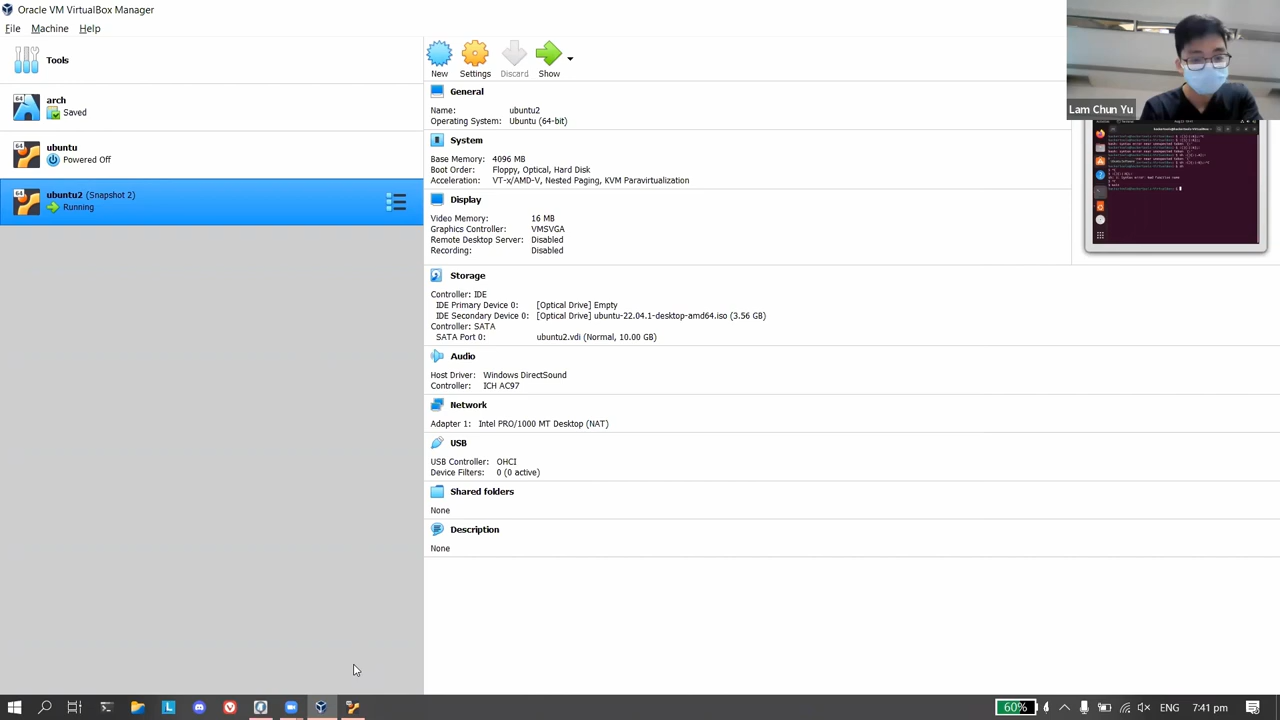 Oracle VM VirtualBox Manager
File Machine Help
Tools
New Settings Discard Show
64 arch
Saved
64 ubuntu
Powered Off
64 ubuntu2 (Snapshot 2)
Running
General
Name: ubuntu2
Operating System: Ubuntu (64-bit)
System
Base Memory: 4096 MB
Boot Order: Floppy, Optical, Hard Disk
Acceleration: VT-x/AMD-V, Nested Paging, KVM Paravirtualization
Display
Video Memory: 16 MB
Graphics Controller: VMSVGA
Remote Desktop Server: Disabled
Recording: Disabled
Storage
Controller: IDE
IDE Primary Device 0: [Optical Drive] Empty
IDE Secondary Device 0: [Optical Drive] ubuntu-22.04.1-desktop-amd64.iso (3.56 GB)
Controller: SATA
SATA Port 0: ubuntu2.vdi (Normal, 10.00 GB)
Audio
Host Driver: Windows DirectSound
Controller: ICH AC97
Network
Adapter 1: Intel PRO/1000 MT Desktop (NAT)
USB
USB Controller: OHCI
Device Filters: 0 (0 active)
Shared folders
None
Description
None
Lam Chun Yu
60%
ENG
7:41 pm